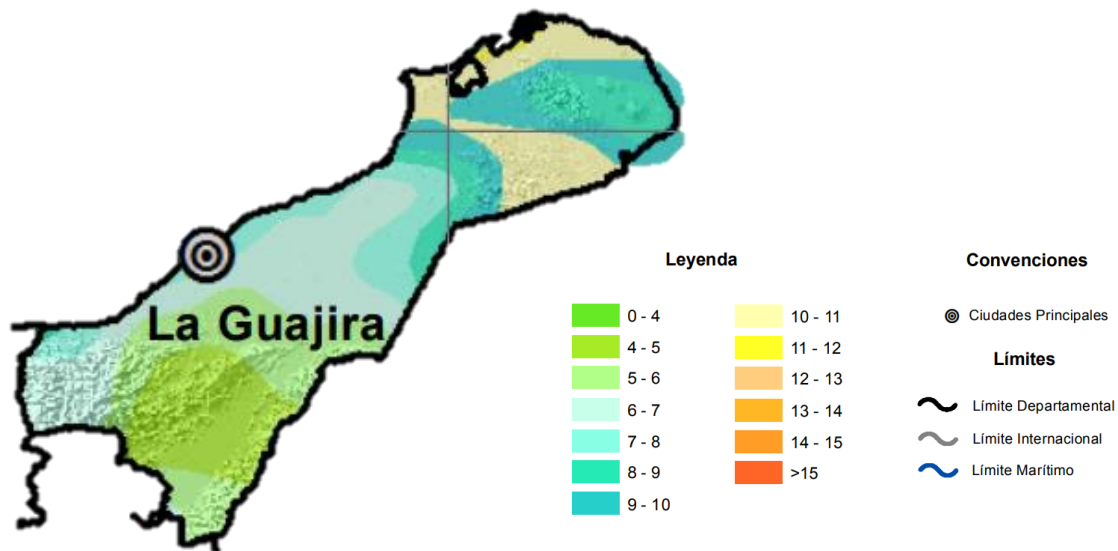 La Guajira
Leyenda
0 - 4
4 - 5
5 - 6
6 - 7
7 - 8
8 - 9
9 - 10
10 - 11
11 - 12
12 - 13
13 - 14
14 - 15
>15
Convenciones
Ciudades Principales
Límites
Límite Departamental
Límite Internacional
Límite Marítimo